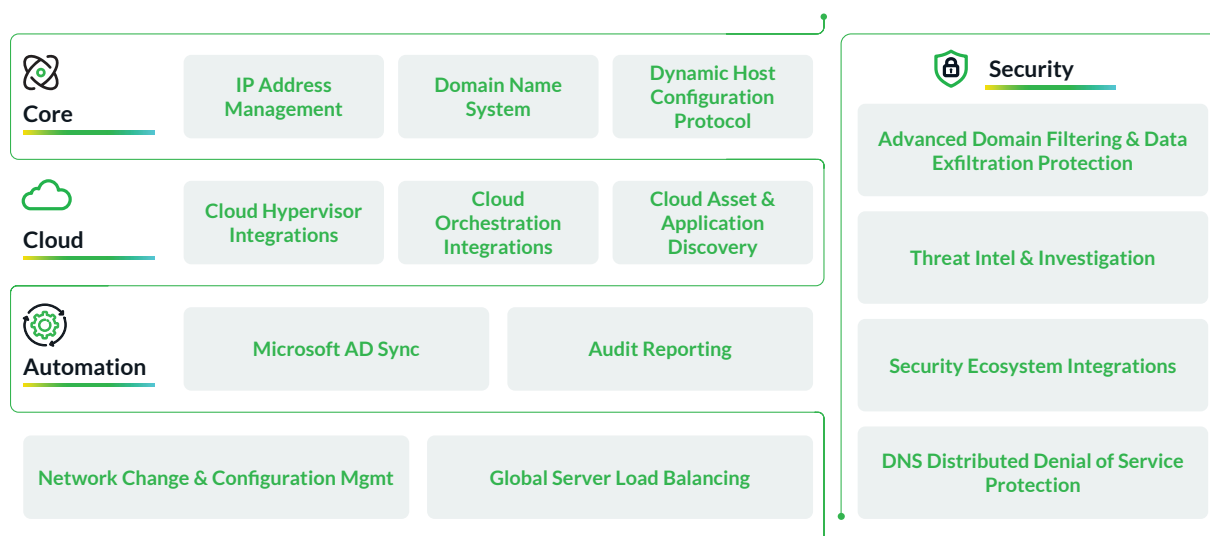 Core
IP Address
Management
Domain Name
System
Dynamic Host
Configuration
Protocol
Cloud
Cloud Hypervisor
Integrations
Cloud
Orchestration
Integrations
Cloud Asset &
Application
Discovery
Automation
Microsoft AD Sync
Audit Reporting
Network Change & Configuration Mgmt
Global Server Load Balancing
Security
Advanced Domain Filtering & Data
Exfiltration Protection
Threat Intel & Investigation
Security Ecosystem Integrations
DNS Distributed Denial of Service
Protection